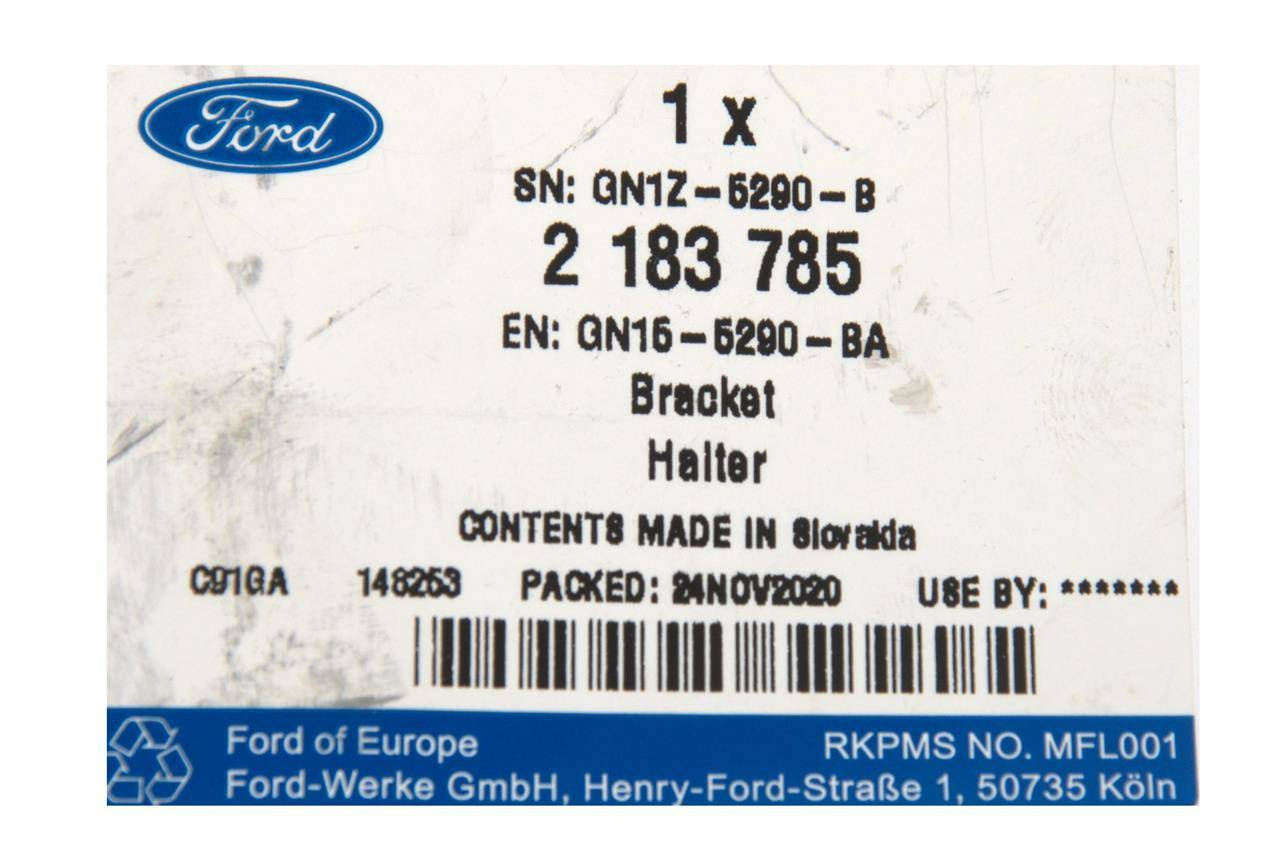 Ford
1 x
SN: GN1Z-5290-B
2 183 785
EN: GN15-5290-BA
Bracket
Halter
CONTENTS MADE IN Slovakia
C91GA 148253 PACKED: 24NOV2020 USE BY: *******
Ford of Europe RKPMS NO. MFL001
Ford-Werke GmbH, Henry-Ford-Straße 1, 50735 Köln